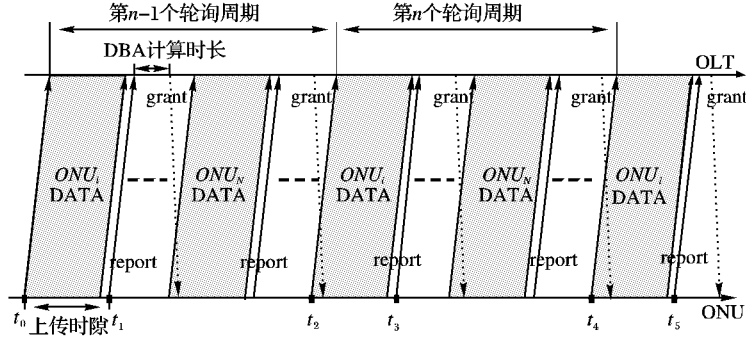 第n-1个轮询周期
第n个轮询周期
DBA计算时长
OLT
grant
grant
grant
grant
grant
ONUi
DATA
ONUN
DATA
ONUi
DATA
ONUN
DATA
ONUi
DATA
report
report
report
report
report
ONU
t0
上传时隙
t1
t2
t3
t4
t5